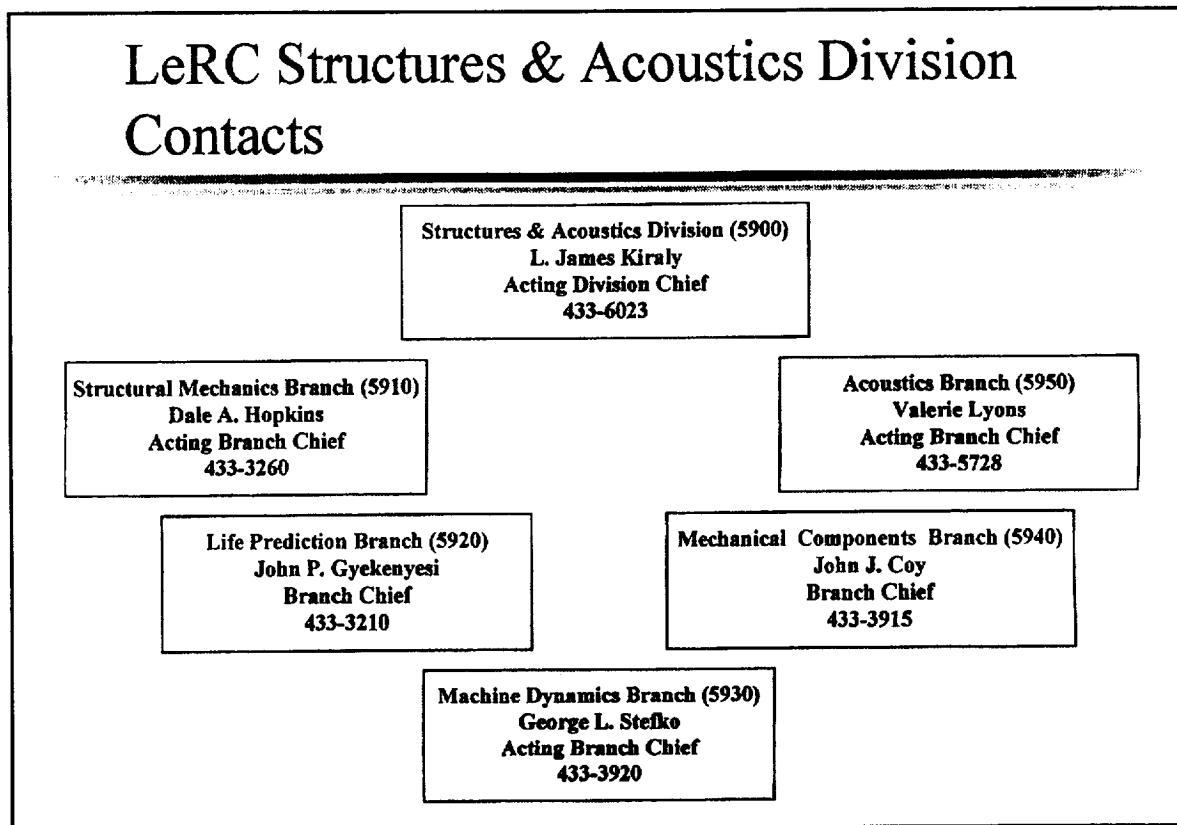 LeRC Structures & Acoustics Division
Contacts
Structures & Acoustics Division (5900)
L. James Kiraly
Acting Division Chief
433-6023
Structural Mechanics Branch (5910)
Dale A. Hopkins
Acting Branch Chief
433-3260
Acoustics Branch (5950)
Valerie Lyons
Acting Branch Chief
433-5728
Life Prediction Branch (5920)
John P. Gyekenyesi
Branch Chief
433-3210
Mechanical Components Branch (5940)
John J. Coy
Branch Chief
433-3915
Machine Dynamics Branch (5930)
George L. Stefko
Acting Branch Chief
433-3920